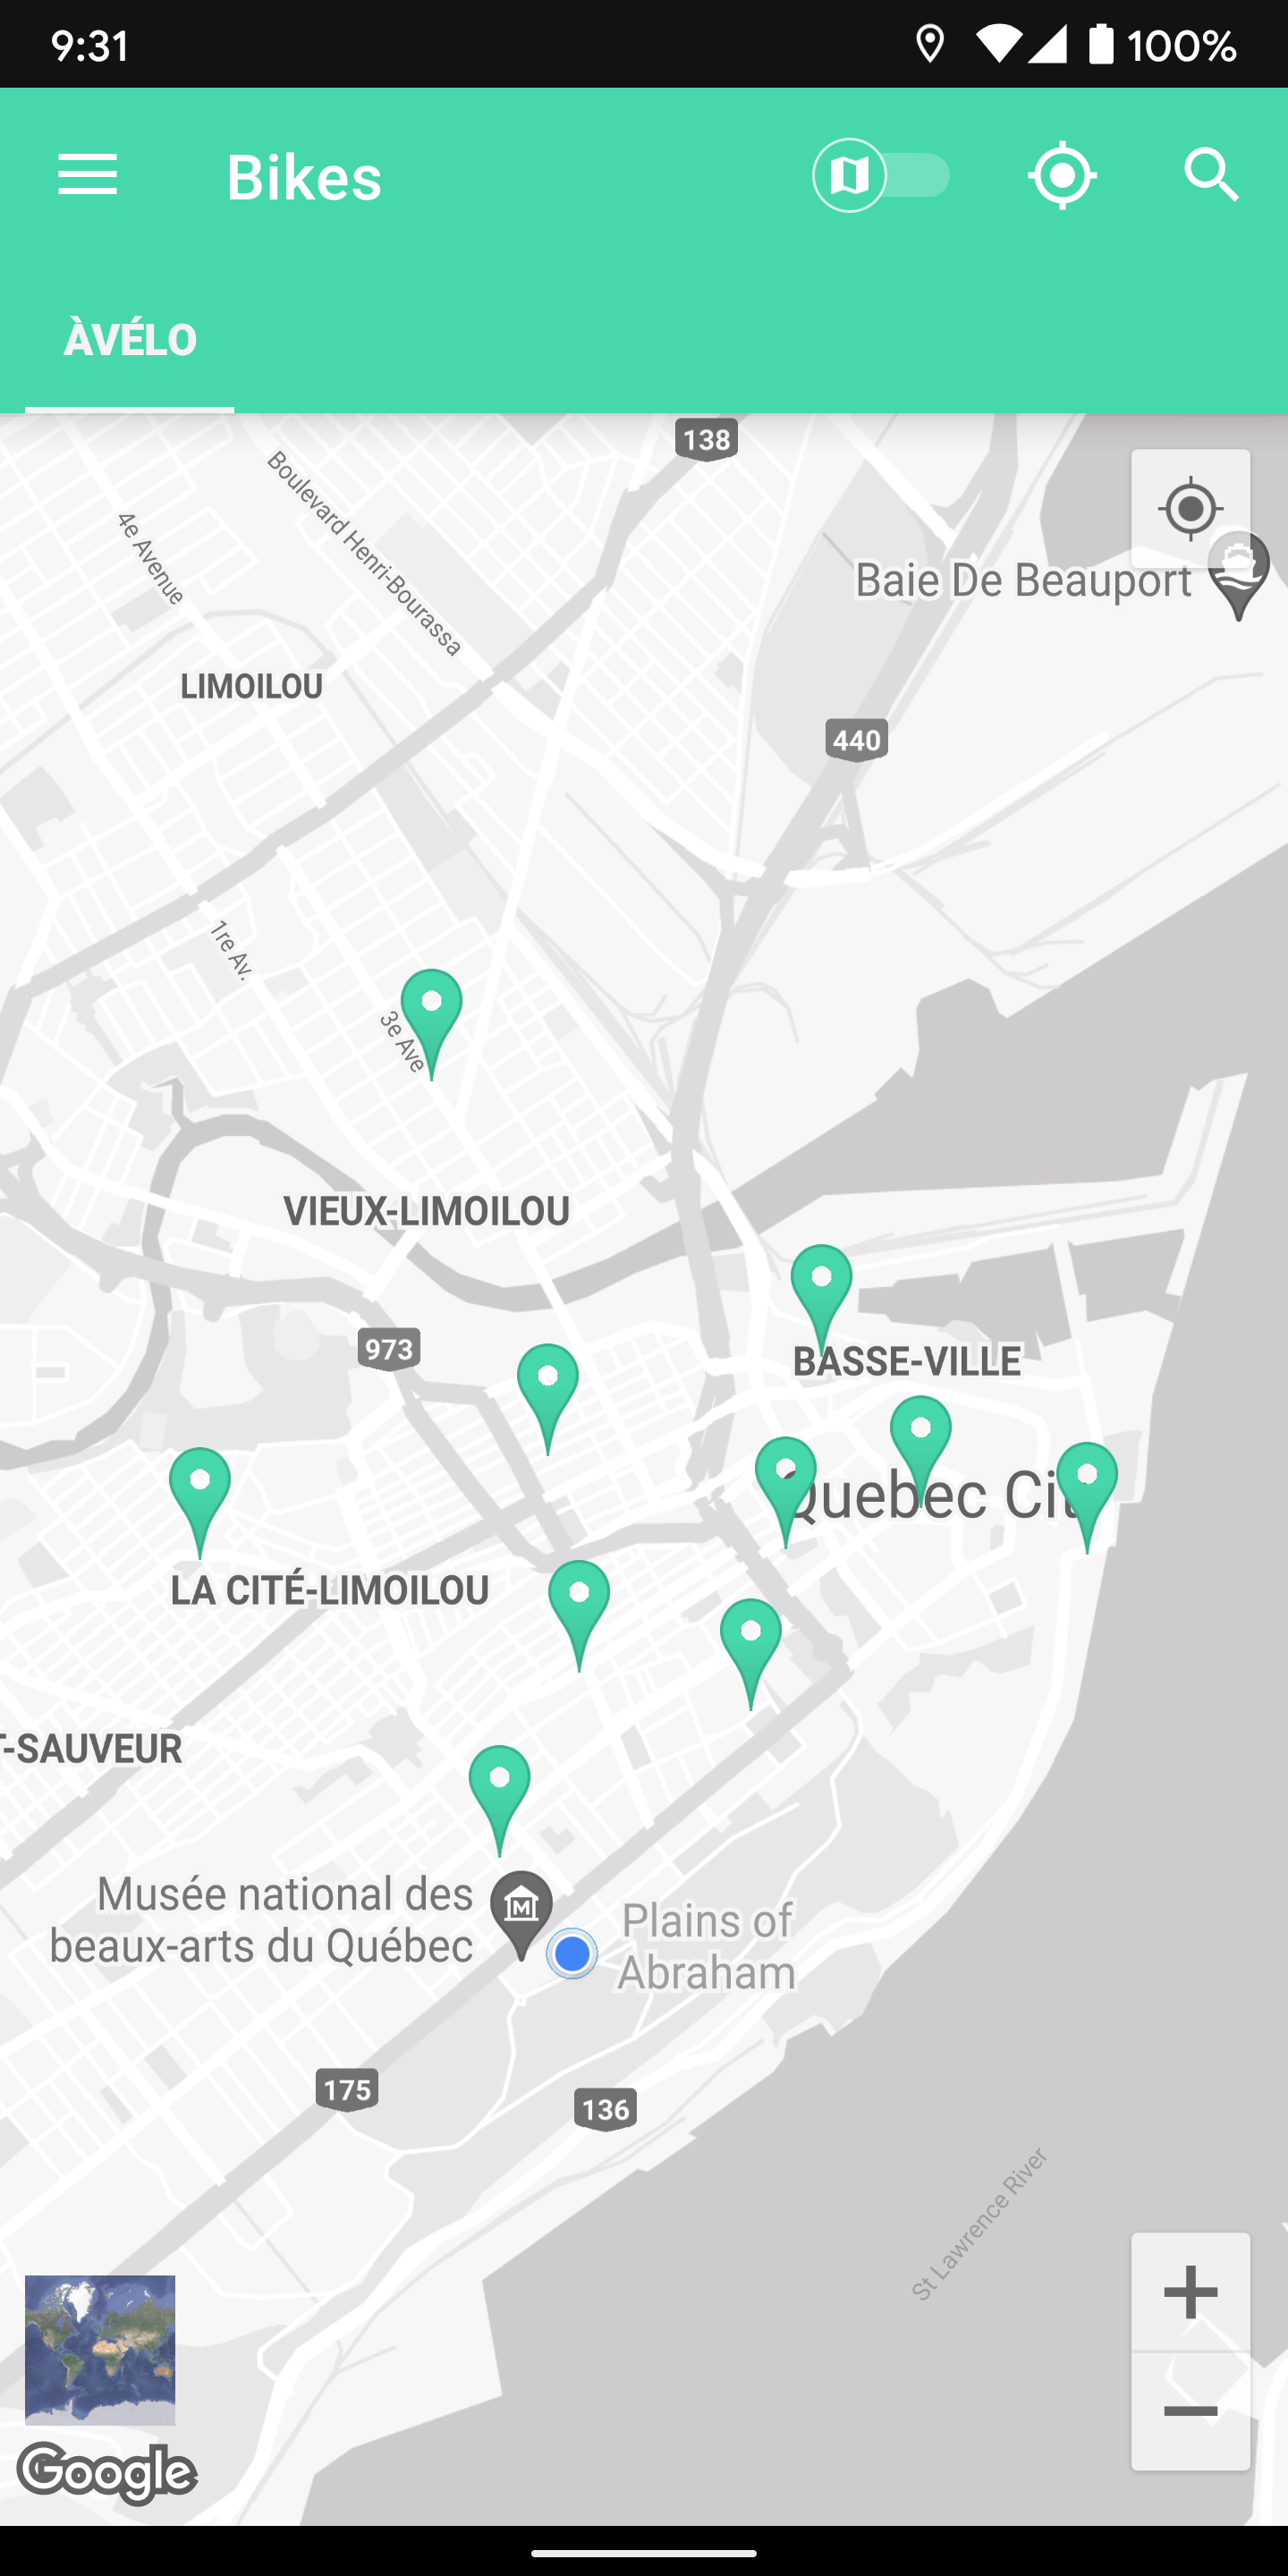 9:31
100%
Bikes
ÀVÉLO
138
Boulevard Henri-Bourassa
4e Avenue
Baie De Beauport
LIMOILOU
440
1re Av.
3e Ave
VIEUX-LIMOILOU
973
BASSE-VILLE
Quebec Cit
LA CITÉ-LIMOILOU
T-SAUVEUR
Musée national des
beaux-arts du Québec
M
Plains of
Abraham
175
136
St Lawrence River
Google